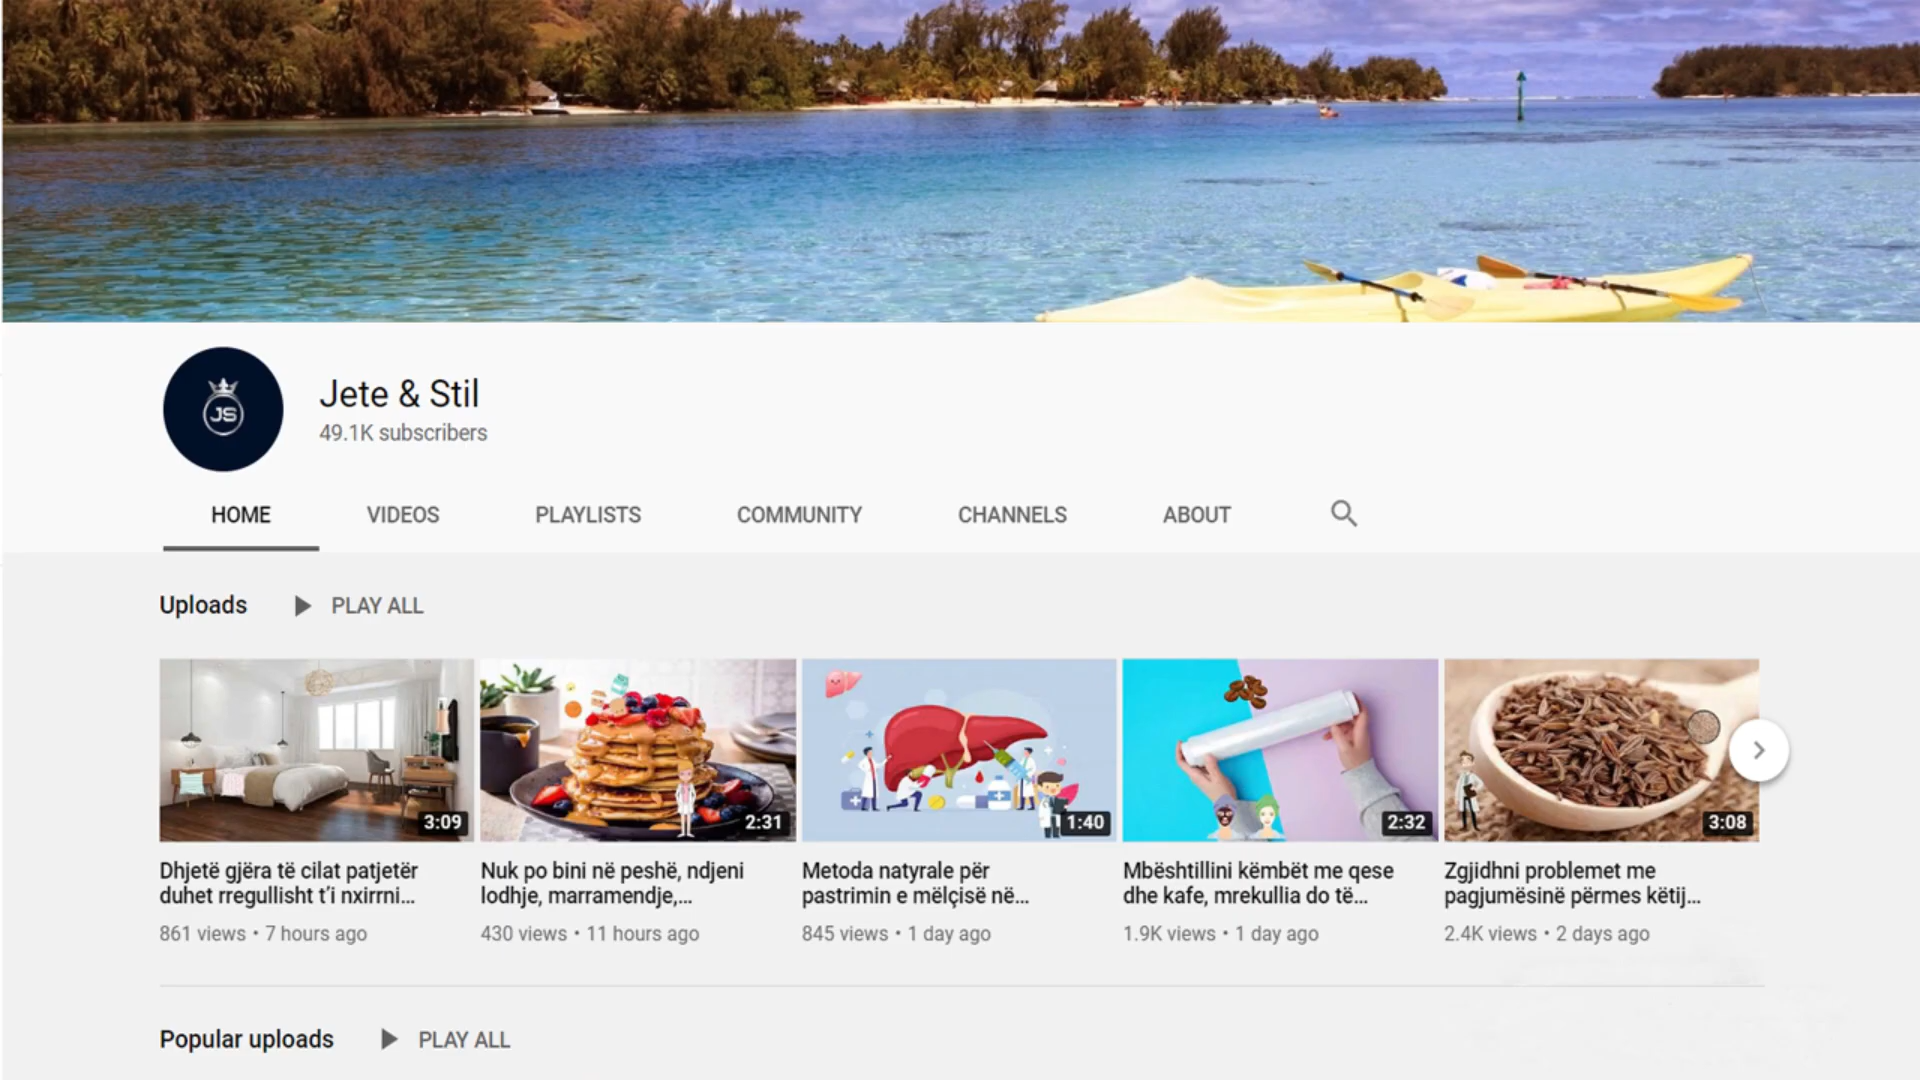 JS
Jete & Stil
49.1K subscribers
HOME VIDEOS PLAYLISTS COMMUNITY CHANNELS ABOUT
Uploads PLAY ALL
3:09 2:31 1:40 2:32 3:08
Dhjetë gjëra të cilat patjetër
duhet rregullisht t’i nxirrni...
861 views • 7 hours ago
Nuk po bini në peshë, ndjeni
lodhje, marramendje,...
430 views • 11 hours ago
Metoda natyrale për
pastrimin e mëlçisë në...
845 views • 1 day ago
Mbështillini këmbët me qese
dhe kafe, mrekullia do të...
1.9K views • 1 day ago
Zgjidhni problemet me
pagjumësinë përmes këtij...
2.4K views • 2 days ago
Popular uploads PLAY ALL